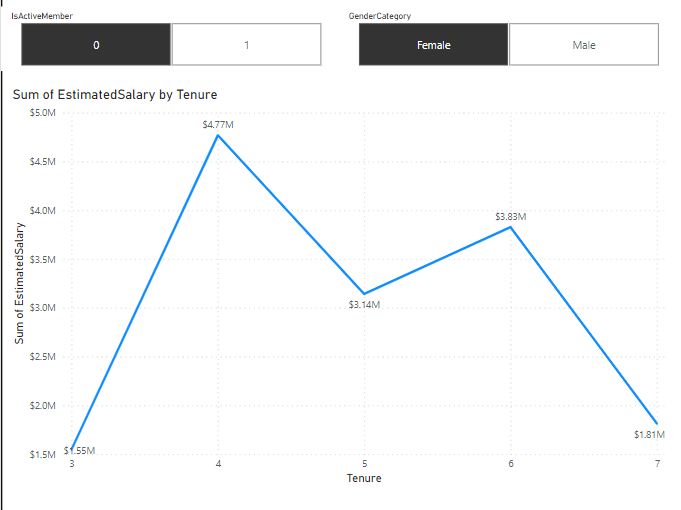 IsActiveMember
GenderCategory
0
1
Female
Male
Sum of EstimatedSalary by Tenure
$5.0M
$4.5M
$4.0M
$3.5M
$3.0M
$2.5M
$2.0M
$1.5M
Sum of EstimatedSalary
$1.55M
$4.77M
$3.14M
$3.83M
$1.81M
3
4
5
6
7
Tenure